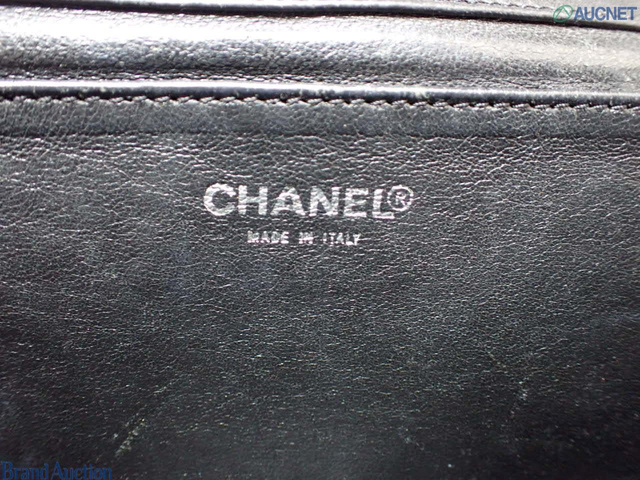 AUCNET
CHANEL®
MADE IN ITALY
Brand Auction